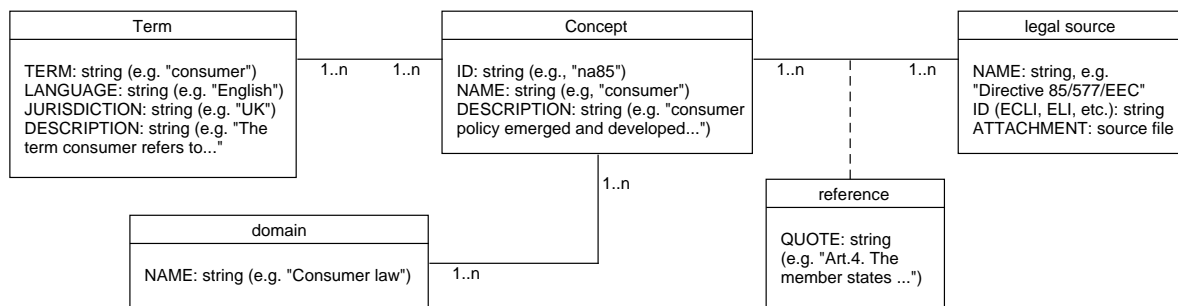 Term
TERM: string (e.g. "consumer")
LANGUAGE: string (e.g. "English")
JURISDICTION: string (e.g. "UK")
DESCRIPTION: string (e.g. "The
term consumer refers to..."
1..n
1..n
Concept
ID: string (e.g., "na85")
NAME: string (e.g, "consumer")
DESCRIPTION: string (e.g. "consumer
policy emerged and developed...")
1..n
1..n
legal source
NAME: string, e.g.
"Directive 85/577/EEC"
ID (ECLI, ELI, etc.): string
ATTACHMENT: source file
1..n
domain
NAME: string (e.g. "Consumer law")
1..n
reference
QUOTE: string
(e.g. "Art.4. The
member states ...")